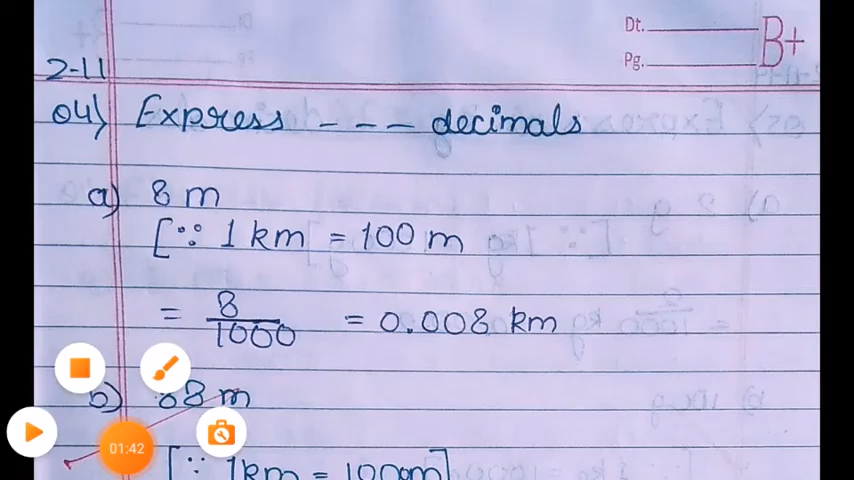 Dt.
Pg.
B+
2-11
04) Express - - - decimals
a) 8 m
[∵ 1 km = 100 m
= 8/1000 = 0.008 km
b) 88 m
01:42
[∵ 1km = 1000m]